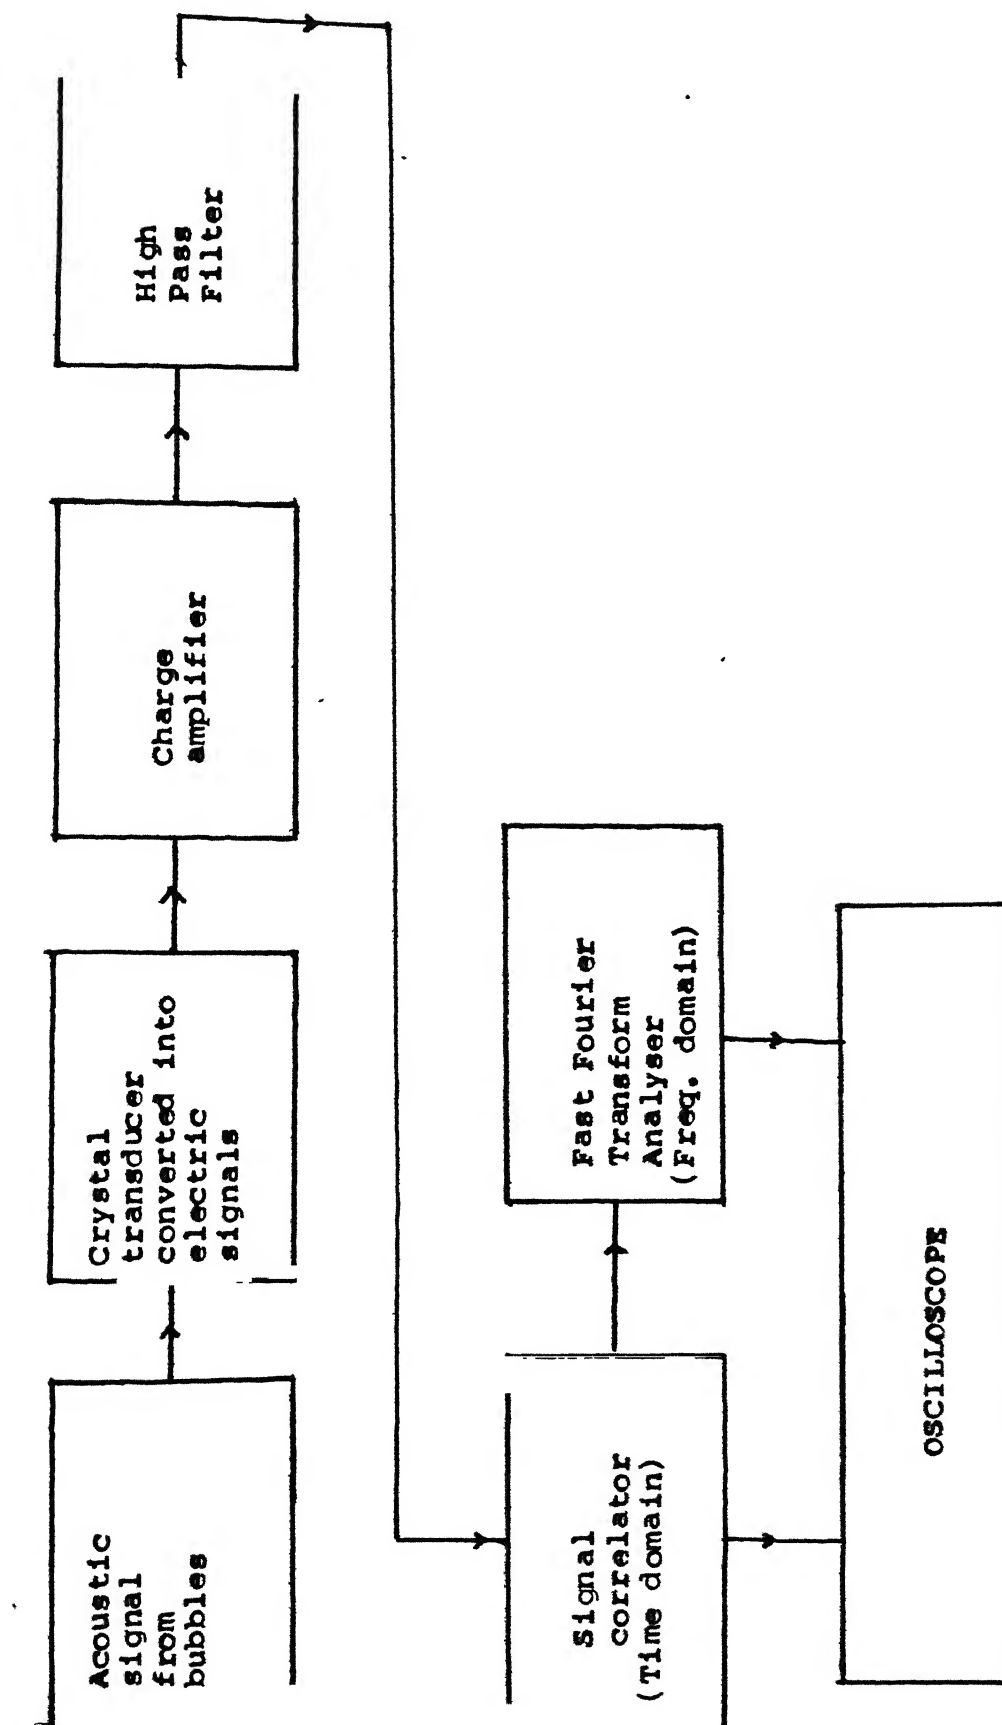 Acoustic
signal
from
bubbles
Crystal
transducer
converted into
electric
signals
Charge
amplifier
High
Pass
Filter
Signal
correlator
(Time domain)
Fast Fourier
Transform
Analyser
(Freq. domain)
OSCILLOSCOPE